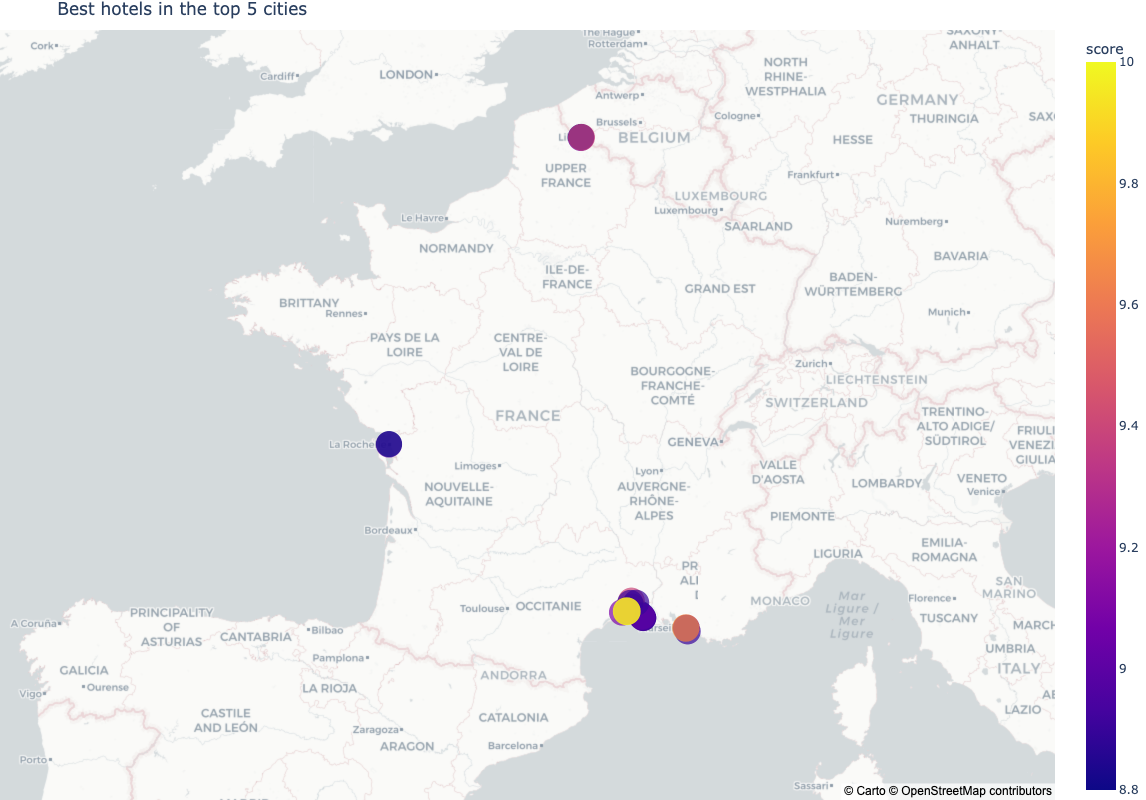 Best hotels in the top 5 cities
score
10
9.8
9.6
9.4
9.2
9
8.8
Cork
Cardiff
LONDON
The Hague
Rotterdam
Antwerp
Brussels
BELGIUM
Cologne
NORTH
RHINE-
WESTPHALIA
SAXONY-
ANHALT
GERMANY
THURINGIA
HESSE
Frankfurt
UPPER
FRANCE
LUXEMBOURG
Luxembourg
SAARLAND
Nuremberg
BAVARIA
Le Havre
NORMANDY
ILE-DE-
FRANCE
GRAND EST
BADEN-
WÜRTTEMBERG
Munich
BRITTANY
Rennes
PAYS DE LA
LOIRE
CENTRE-
VAL DE
LOIRE
BOURGOGNE-
FRANCHE-
COMTÉ
Zürich
LIECHTENSTEIN
SWITZERLAND
FRANCE
GENEVA
TRENTINO-
ALTO ADIGE/
SÜDTIROL
FRIULI
VENEZI
GIULIA
La Roche
Limoges
NOUVELLE-
AQUITAINE
Lyon
AUVERGNE-
RHÔNE-
ALPES
VALLE
D'AOSTA
LOMBARDY
VENETO
Venice
Bordeaux
PIEMONTE
LIGURIA
EMILIA-
ROMAGNA
PR
ALI
Toulouse
OCCITANIE
MONACO
Mar
Ligure /
Mer
Ligure
Florence
SAN
MARINO
TUSCANY
MARCH
UMBRIA
ITALY
LAZIO
A Coruña
PRINCIPALITY
OF
ASTURIAS
CANTABRIA
Bilbao
Pamplona
GALICIA
Ourense
Vigo
LA RIOJA
ANDORRA
CASTILE
AND LEÓN
Zaragoza
ARAGON
CATALONIA
Barcelona
Porto
Sassari
© Carto © OpenStreetMap contributors